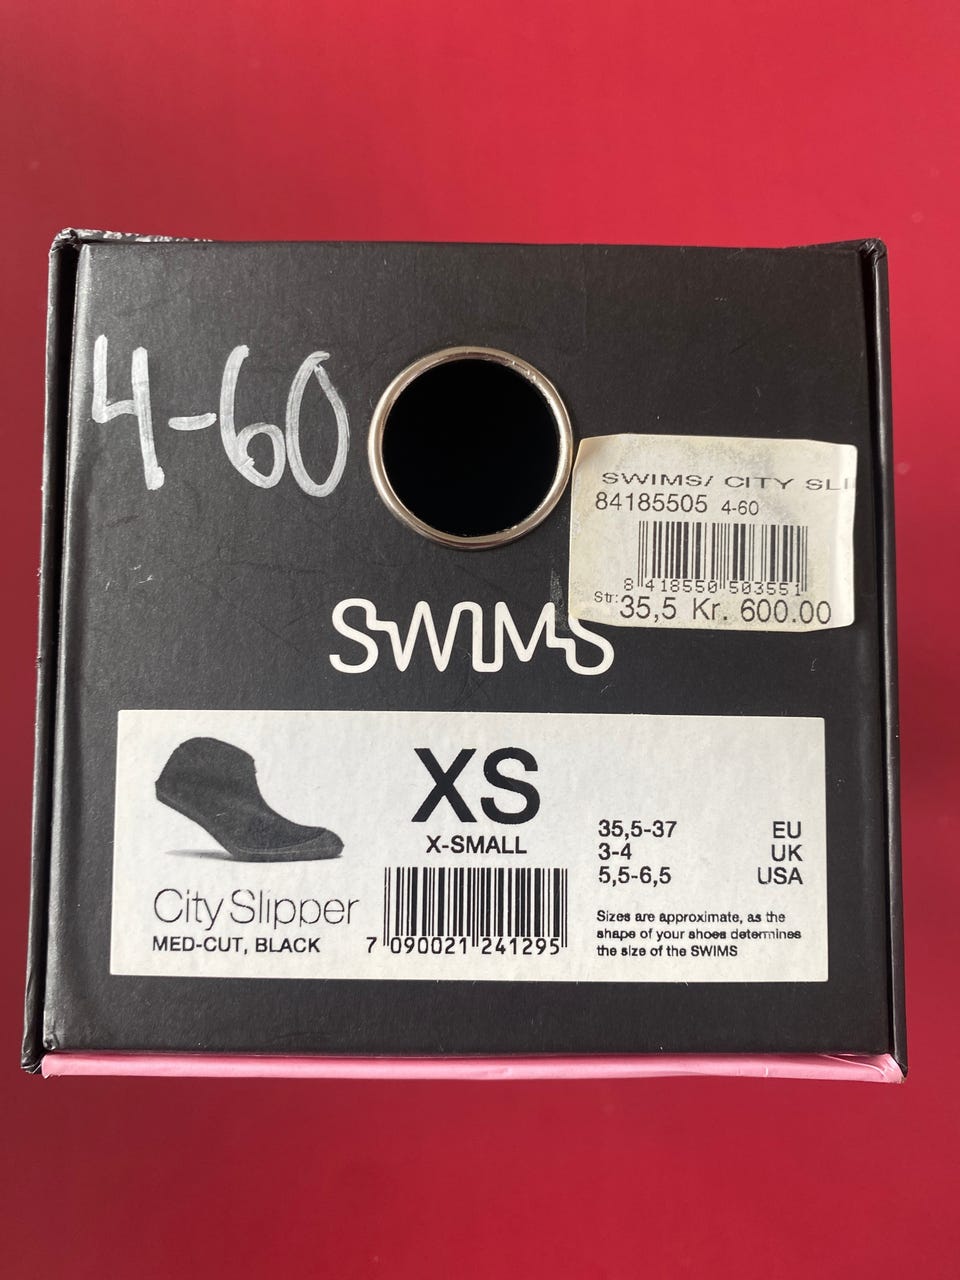 4-60
SWIMS/ CITY SLI
84185505 4-60
8 418550 503551
Str: 35,5 Kr. 600.00
SWIMS
XS
X-SMALL
35,5-37 EU
3-4 UK
5,5-6,5 USA
City Slipper
MED-CUT, BLACK
7 090021 241295
Sizes are approximate, as the
shape of your shoes determines
the size of the SWIMS